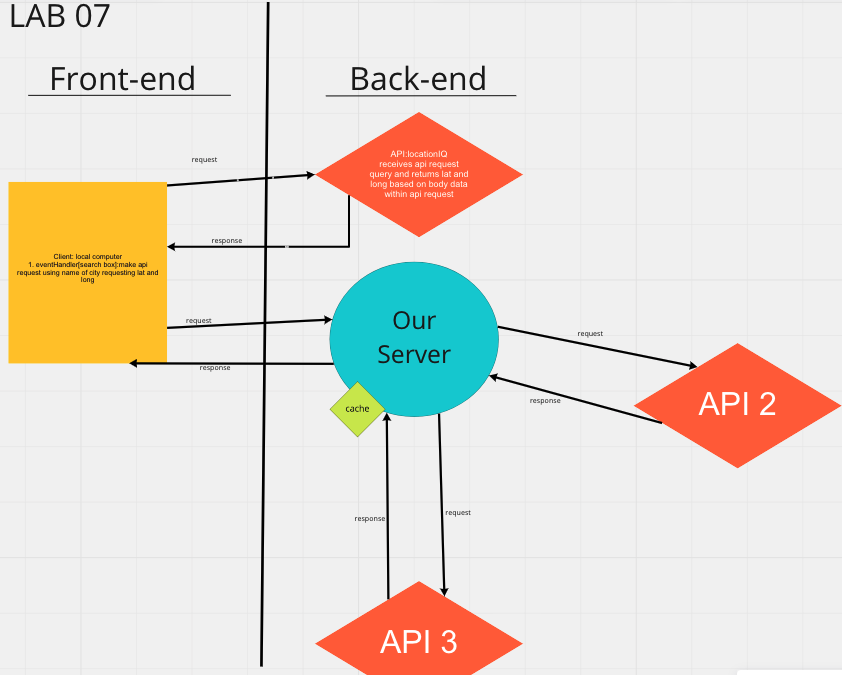 LAB 07
Front-end
Back-end
request
API:locationIQ
receives api request
query and returns lat and
long based on body data
within api request
response
Client: local computer
1. eventHandler[search box]:make api
request using name of city requesting lat and
long
request
response
Our
Server
cache
request
response
API 2
response
request
API 3